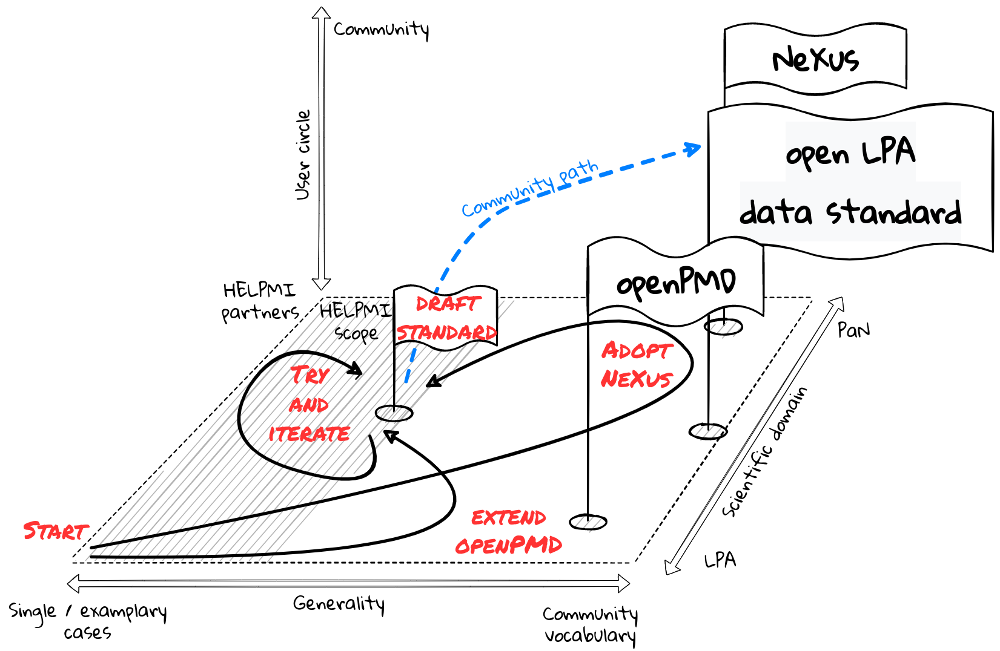 Community
User circle
NeXus
open LPA
data standard
Community path
openPMD
HELPMI
partners
HELPMI
scope
DRAFT
STANDARD
PaN
ADOPT
NEXUS
TRY
AND
ITERATE
Scientific domain
START
EXTEND
OPENPMD
LPA
Single / examplary
cases
Generality
Community
vocabulary